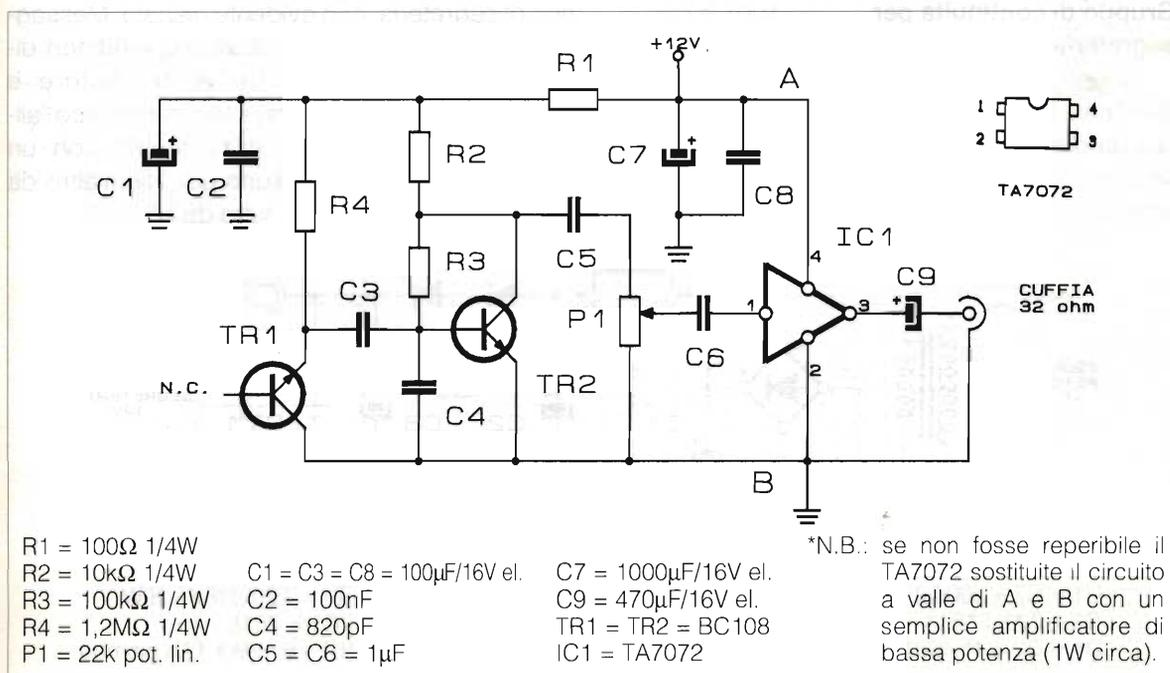 Gruppo di continuità per
+12V.
R1
A
1
4
2
3
TA7072
C1
C2
R4
R2
C7
C8
R3
C5
IC1
4
C3
P1
C6
1
3
2
C9
CUFFIA
32 ohm
TR1
N.C.
C4
TR2
B
R1 = 100Ω 1/4W
R2 = 10kΩ 1/4W
R3 = 100kΩ 1/4W
R4 = 1,2MΩ 1/4W
P1 = 22k pot. lin.
C1 = C3 = C8 = 100µF/16V el.
C2 = 100nF
C4 = 820pF
C5 = C6 = 1µF
C7 = 1000µF/16V el.
C9 = 470µF/16V el.
TR1 = TR2 = BC108
IC1 = TA7072
*N.B.: se non fosse reperibile il
TA7072 sostituite il circuito
a valle di A e B con un
semplice amplificatore di
bassa potenza (1W circa).